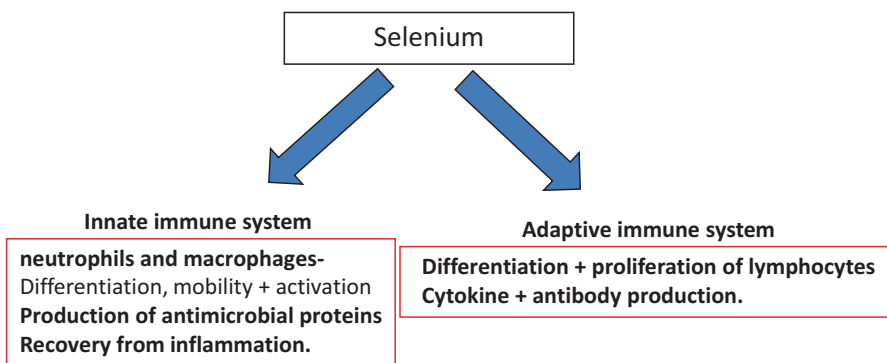 Selenium
Innate immune system
neutrophils and macrophages-
Differentiation, mobility + activation
Production of antimicrobial proteins
Recovery from inflammation.
Adaptive immune system
Differentiation + proliferation of lymphocytes
Cytokine + antibody production.